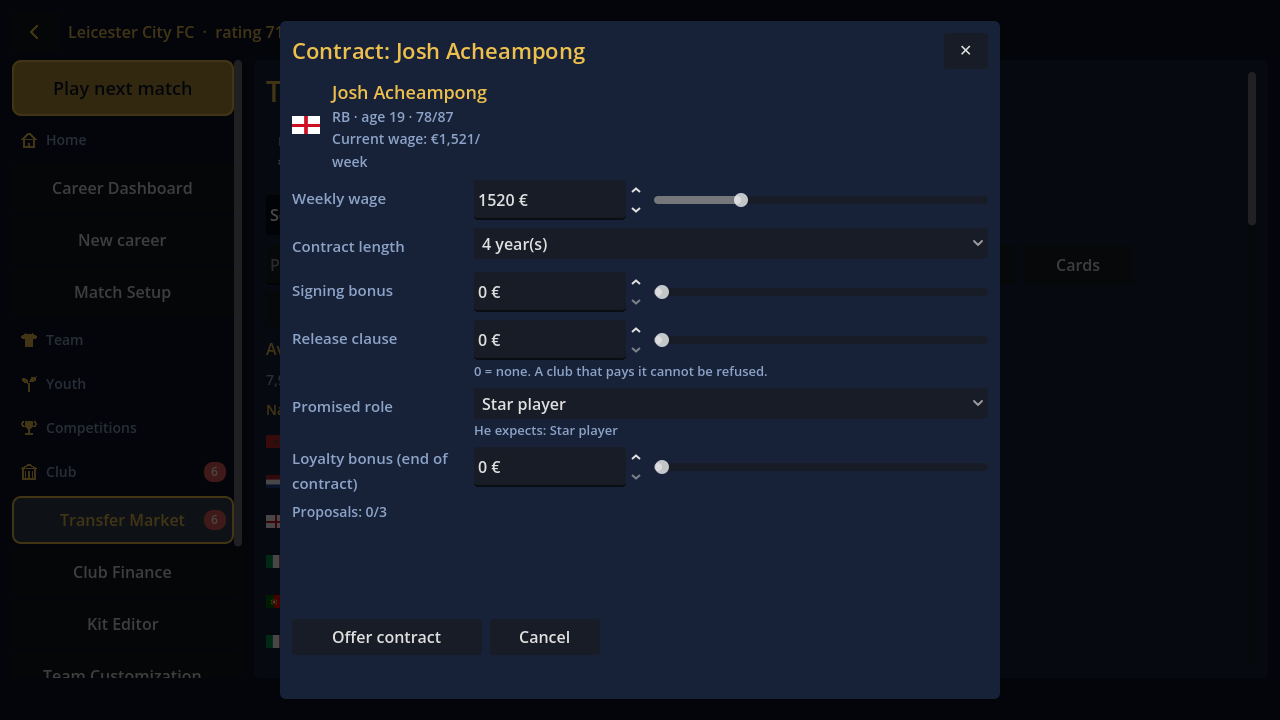 Leicester City FC · rating 71
Contract: Josh Acheampong
×
Play next match
Josh Acheampong
RB · age 19 · 78/87
Current wage: €1,521/
week
Home
Career Dashboard
New career
Match Setup
Team
Youth
Competitions
Club
6
Transfer Market
6
Club Finance
Kit Editor
Team Customization
Weekly wage
1520 €
Contract length
4 year(s)
Signing bonus
0 €
Cards
Release clause
0 €
0 = none. A club that pays it cannot be refused.
Promised role
Star player
He expects: Star player
Loyalty bonus (end of
contract)
0 €
Proposals: 0/3
Offer contract
Cancel